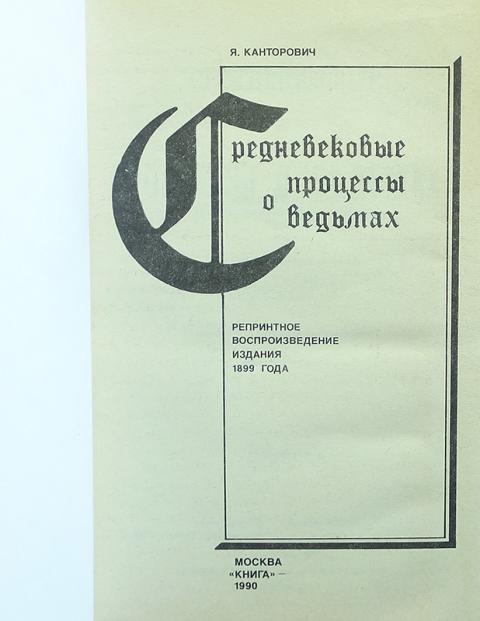 Я. КАНТОРОВИЧ
Средневековые
процессы
о
ведьмах
РЕПРИНТНОЕ
ВОСПРОИЗВЕДЕНИЕ
ИЗДАНИЯ
1899 ГОДА
МОСКВА
«КНИГА»
1990